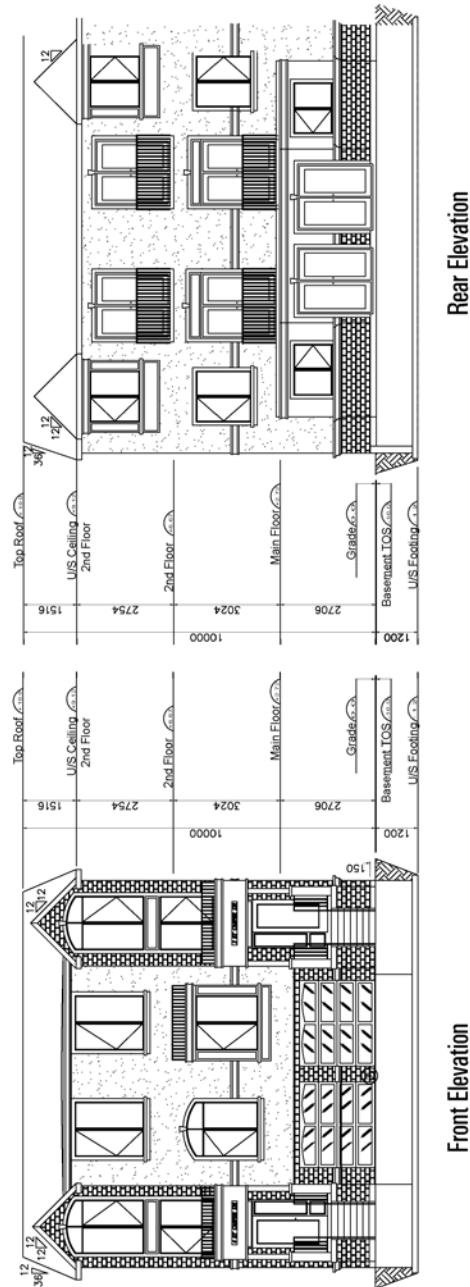 12
12
12
36
Top Roof
U/S Ceiling
2nd Floor
2nd Floor
Main Floor
Grade
Basement TOS
U/S Footing
1516
2754
3024
2706
10000
1200
Rear Elevation
12
12
12
12
12
36
Top Roof
U/S Ceiling
2nd Floor
2nd Floor
Main Floor
Grade
Basement TOS
U/S Footing
1516
2754
3024
2706
10000
1200
150
Front Elevation